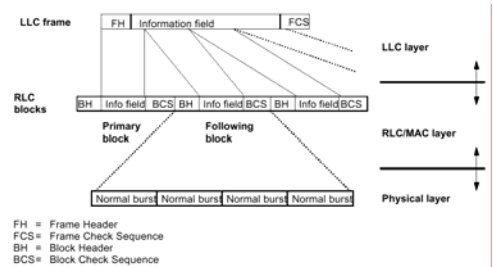 LLC frame FH Information field FCS
LLC layer
RLC blocks BH Info field BCS BH Info field BCS BH Info field BCS
Primary block Following block
RLC/MAC layer
Normal burst Normal burst Normal burst Normal burst Physical layer
FH = Frame Header
FCS= Frame Check Sequence
BH = Block Header
BCS= Block Check Sequence